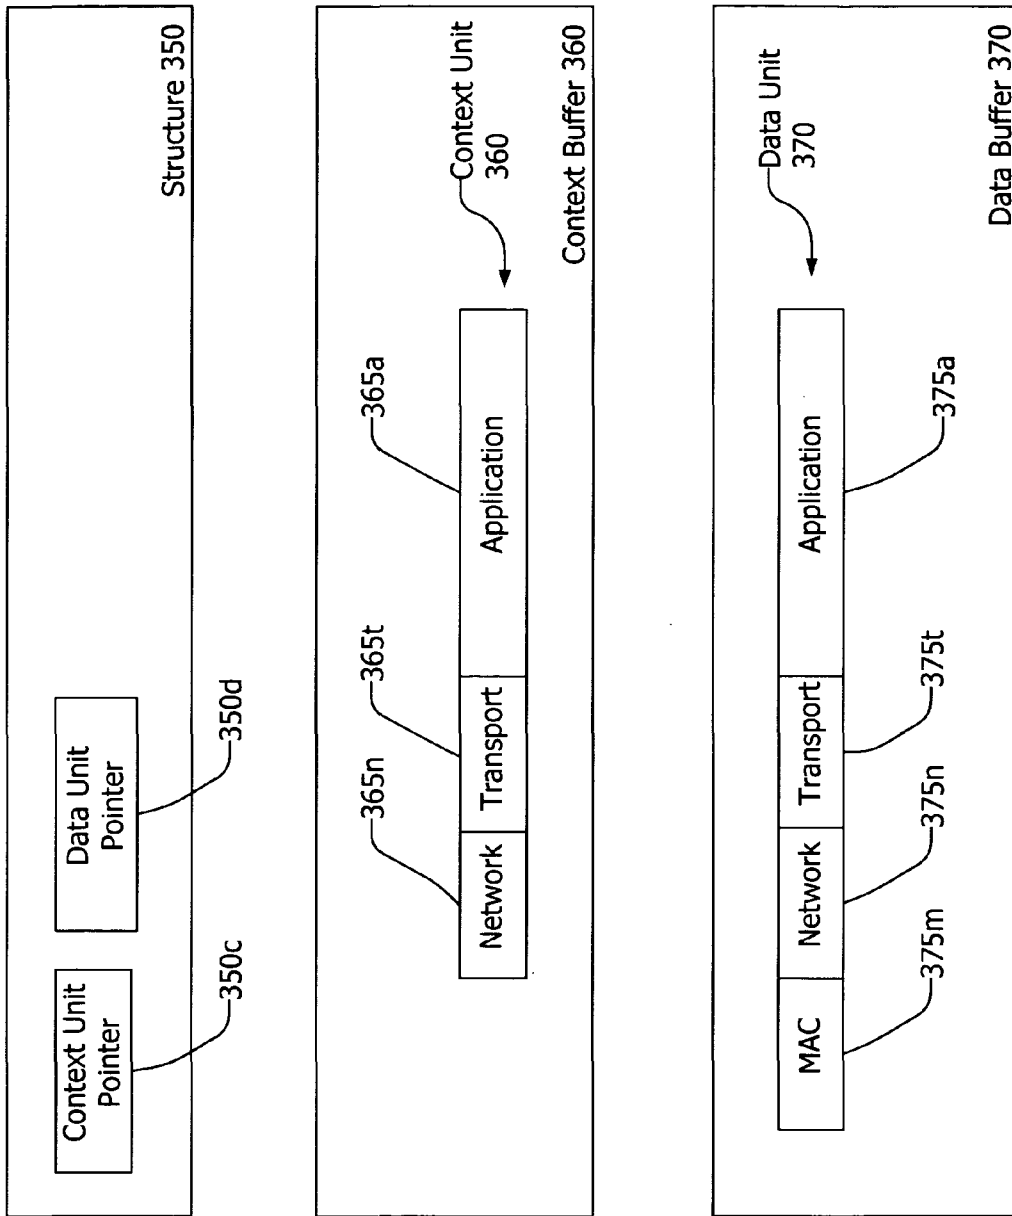 Context Unit
Pointer
350c
Data Unit
Pointer
350d
Structure 350
365n
365t
365a
Network
Transport
Application
Context Unit
360
Context Buffer 360
Data Unit
370
MAC
Network
Transport
Application
375m
375n
375t
375a
Data Buffer 370